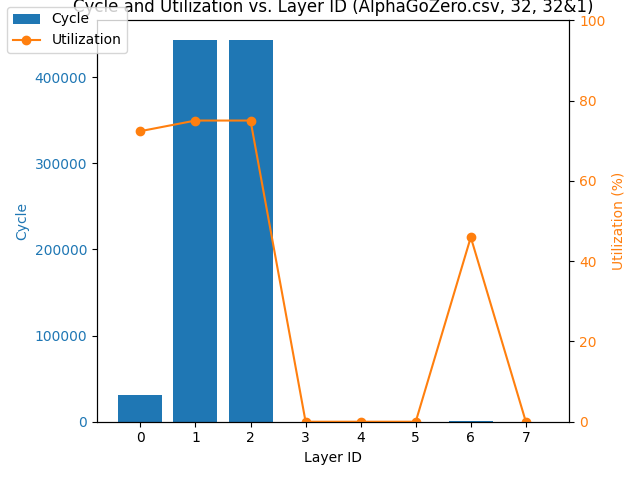 Cycle and Utilization vs. Layer ID (AlphaGoZero.csv, 32, 32&1)
Cycle
Utilization
400000
300000
200000
100000
0
Cycle
100
80
60
40
20
0
Utilization (%)
0 1 2 3 4 5 6 7
Layer ID